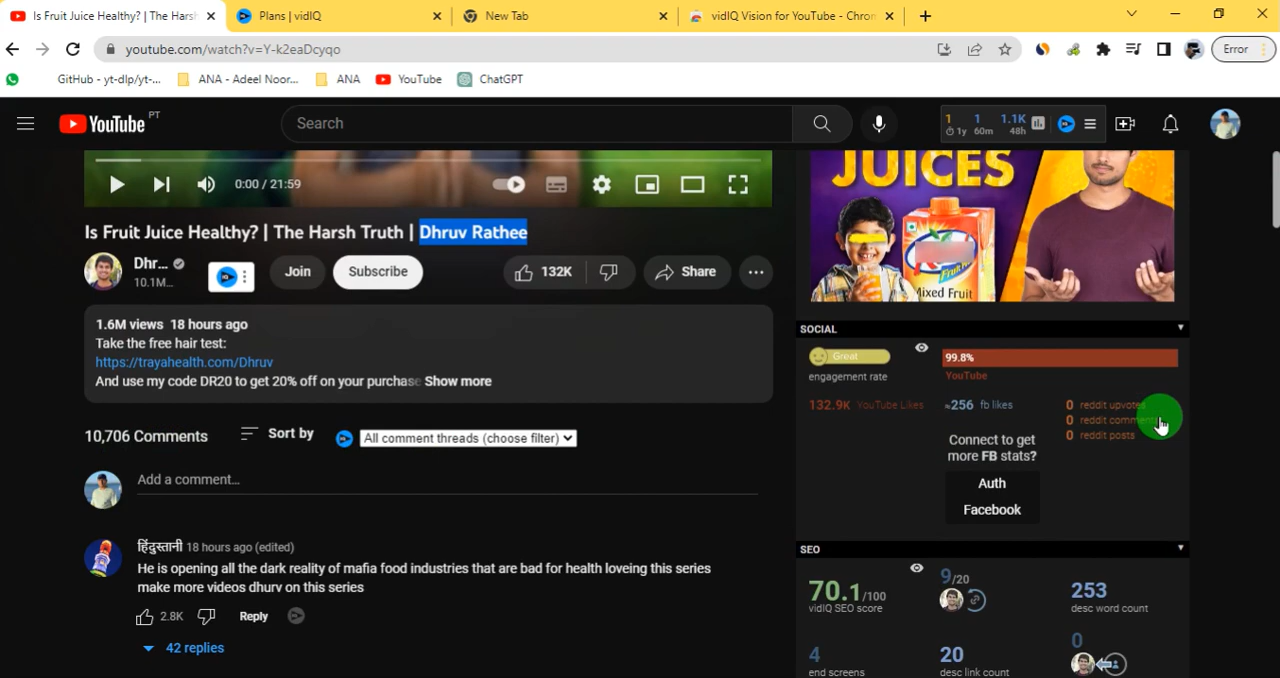 Is Fruit Juice Healthy? | The Harsh
Plans | vidIQ
New Tab
vidIQ Vision for YouTube - Chrom
youtube.com/watch?v=Y-k2eaDcyqo
Error
GitHub - yt-dlp/yt-...
ANA - Adeel Noor...
ANA
YouTube
ChatGPT
YouTube PT
Search
1 1 1.1K
1y 60m 48h
JUICES
Mixed Fruit
0:00 / 21:59
Is Fruit Juice Healthy? | The Harsh Truth | Dhruv Rathee
Dhr...
10.1M...
Join
Subscribe
132K
Share
1.6M views 18 hours ago
Take the free hair test:
https://trayahealth.com/Dhruv
And use my code DR20 to get 20% off on your purchase Show more
10,706 Comments
Sort by
All comment threads (choose filter)
Add a comment...
हिंदुस्तानी 18 hours ago (edited)
He is opening all the dark reality of mafia food industries that are bad for health loveing this series
make more videos dhurv on this series
2.8K
Reply
42 replies
SOCIAL
Great
engagement rate
99.8%
YouTube
132.9K YouTube Likes
≈256 fb likes
0 reddit upvotes
0 reddit comments
0 reddit posts
Connect to get
more FB stats?
Auth
Facebook
SEO
70.1/100
vidIQ SEO score
9/20
253
desc word count
4
end screens
20
desc link count
0